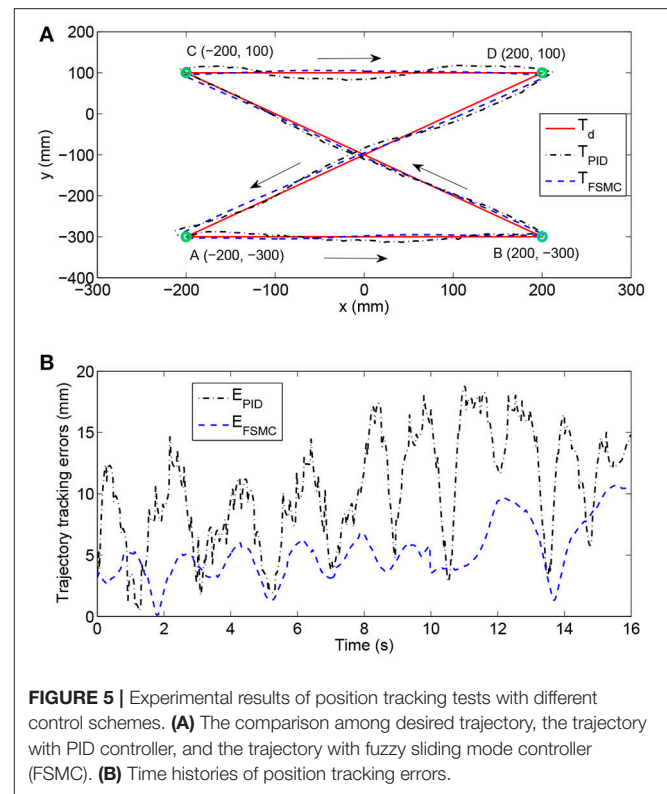 A
C (−200, 100)
D (200, 100)
A (−200, −300)
B (200, −300)
T_d
T_PID
T_FSMC
200
100
0
−100
−200
−300
−400
y (mm)
−300 −200 −100 0 100 200 300
x (mm)
B
E_PID
E_FSMC
20
15
10
5
0
Trajectory tracking errors (mm)
0 2 4 6 8 10 12 14 16
Time (s)
FIGURE 5 | Experimental results of position tracking tests with different
control schemes. (A) The comparison among desired trajectory, the trajectory
with PID controller, and the trajectory with fuzzy sliding mode controller
(FSMC). (B) Time histories of position tracking errors.